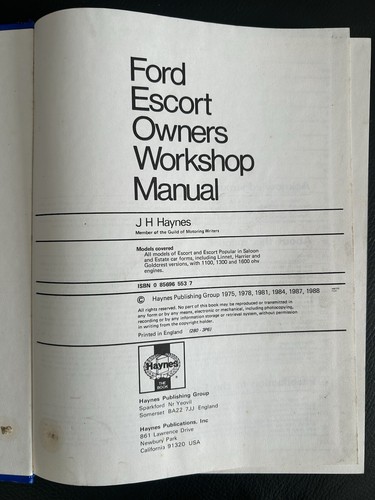 Ford
Escort
Owners
Workshop
Manual
J H Haynes
Member of the Guild of Motoring Writers
Models covered
All models of Escort and Escort Popular in Saloon
and Estate car forms, including Linnet, Harrier and
Goldcrest versions, with 1100, 1300 and 1600 ohv
engines.
ISBN 0 85696 553 7
© Haynes Publishing Group 1975, 1978, 1981, 1984, 1987, 1988
All rights reserved. No part of this book may be reproduced or transmitted in
any form or by any means, electronic or mechanical, including photocopying,
recording or by any information storage or retrieval system, without permission
in writing from the copyright holder.
Printed in England (280 - 3P6)
Haynes
THE
BOOK
Haynes Publishing Group
Sparkford Nr Yeovil
Somerset BA22 7JJ England
Haynes Publications, Inc
861 Lawrence Drive
Newbury Park
California 91320 USA